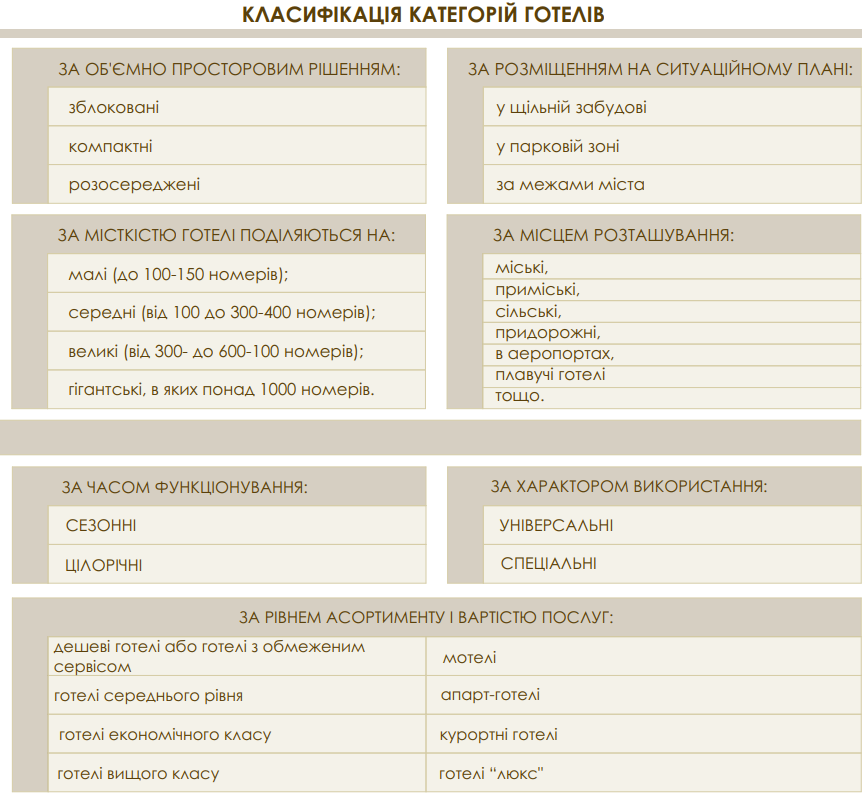 КЛАСИФІКАЦІЯ КАТЕГОРІЙ ГОТЕЛІВ
ЗА ОБ'ЄМНО ПРОСТОРОВИМ РІШЕННЯМ:
зблоковані
компактні
розосереджені
ЗА РОЗМІЩЕННЯМ НА СИТУАЦІЙНОМУ ПЛАНІ:
у щільній забудові
у парковій зоні
за межами міста
ЗА МІСТКІСТЮ ГОТЕЛІ ПОДІЛЯЮТЬСЯ НА:
малі (до 100-150 номерів);
середні (від 100 до 300-400 номерів);
великі (від 300- до 600-100 номерів);
гігантські, в яких понад 1000 номерів.
ЗА МІСЦЕМ РОЗТАШУВАННЯ:
міські,
приміські,
сільські,
придорожні,
в аеропортах,
плавучі готелі
тощо.
ЗА ЧАСОМ ФУНКЦІОНУВАННЯ:
СЕЗОННІ
ЦІЛОРІЧНІ
ЗА ХАРАКТЕРОМ ВИКОРИСТАННЯ:
УНІВЕРСАЛЬНІ
СПЕЦІАЛЬНІ
ЗА РІВНЕМ АСОРТИМЕНТУ І ВАРТІСТЮ ПОСЛУГ:
дешеві готелі або готелі з обмеженим
сервісом
мотелі
готелі середнього рівня
апарт-готелі
готелі економічного класу
курортні готелі
готелі вищого класу
готелі “люкс"